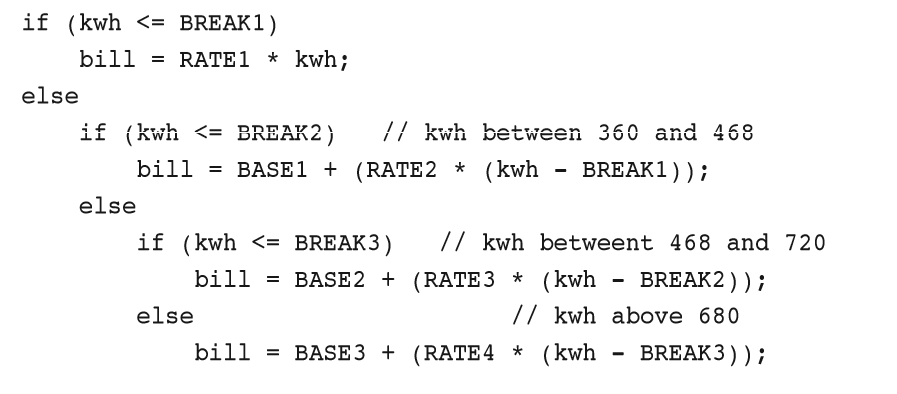 if (kwh <= BREAK1)
bill = RATE1 * kwh;
else
if (kwh <= BREAK2) // kwh between 360 and 468
bill = BASE1 + (RATE2 * (kwh - BREAK1));
else
if (kwh <= BREAK3) // kwh betweent 468 and 720
bill = BASE2 + (RATE3 * (kwh - BREAK2));
else // kwh above 680
bill = BASE3 + (RATE4 * (kwh - BREAK3));